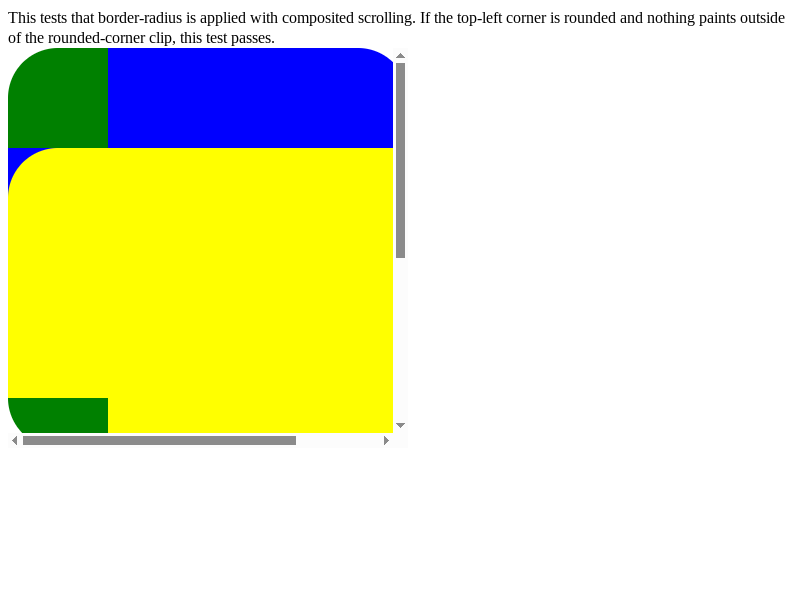 This tests that border-radius is applied with composited scrolling. If the top-left corner is rounded and nothing paints outside
of the rounded-corner clip, this test passes.